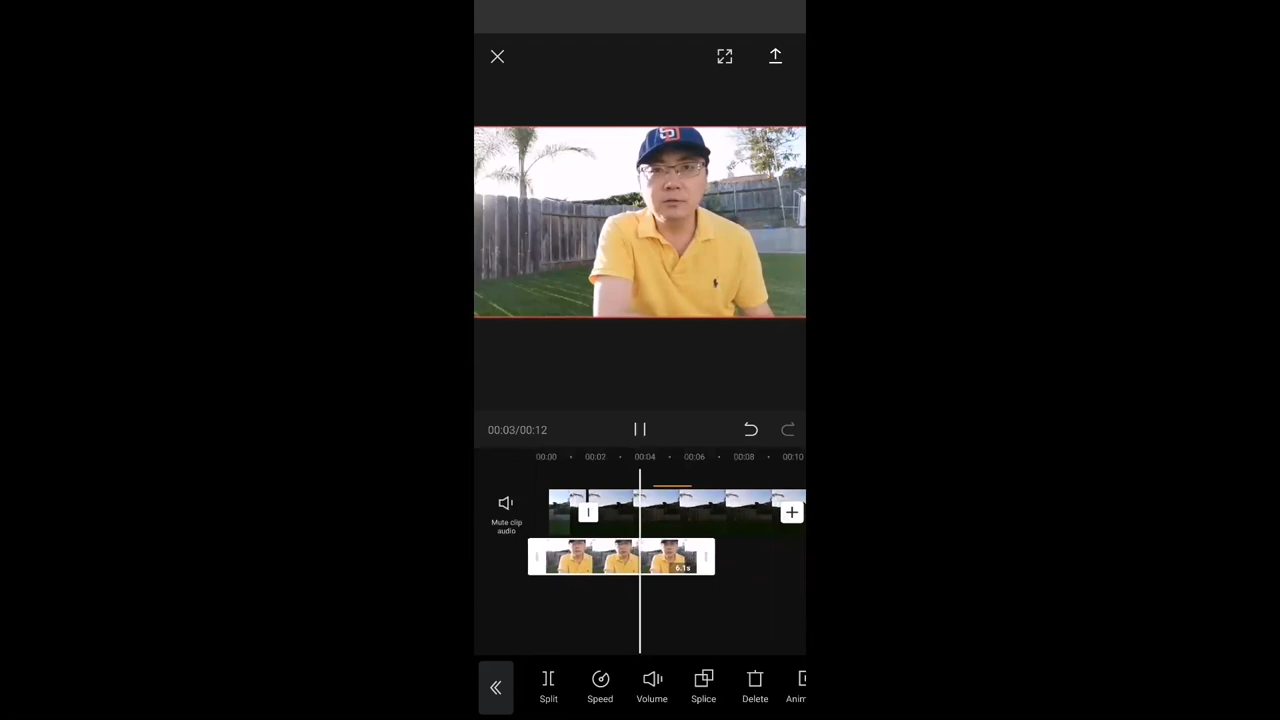 00:03/00:12
00:00 00:02 00:04 00:06 00:08 00:10
Mute clip
audio
6.1s
Split Speed Volume Splice Delete Anim